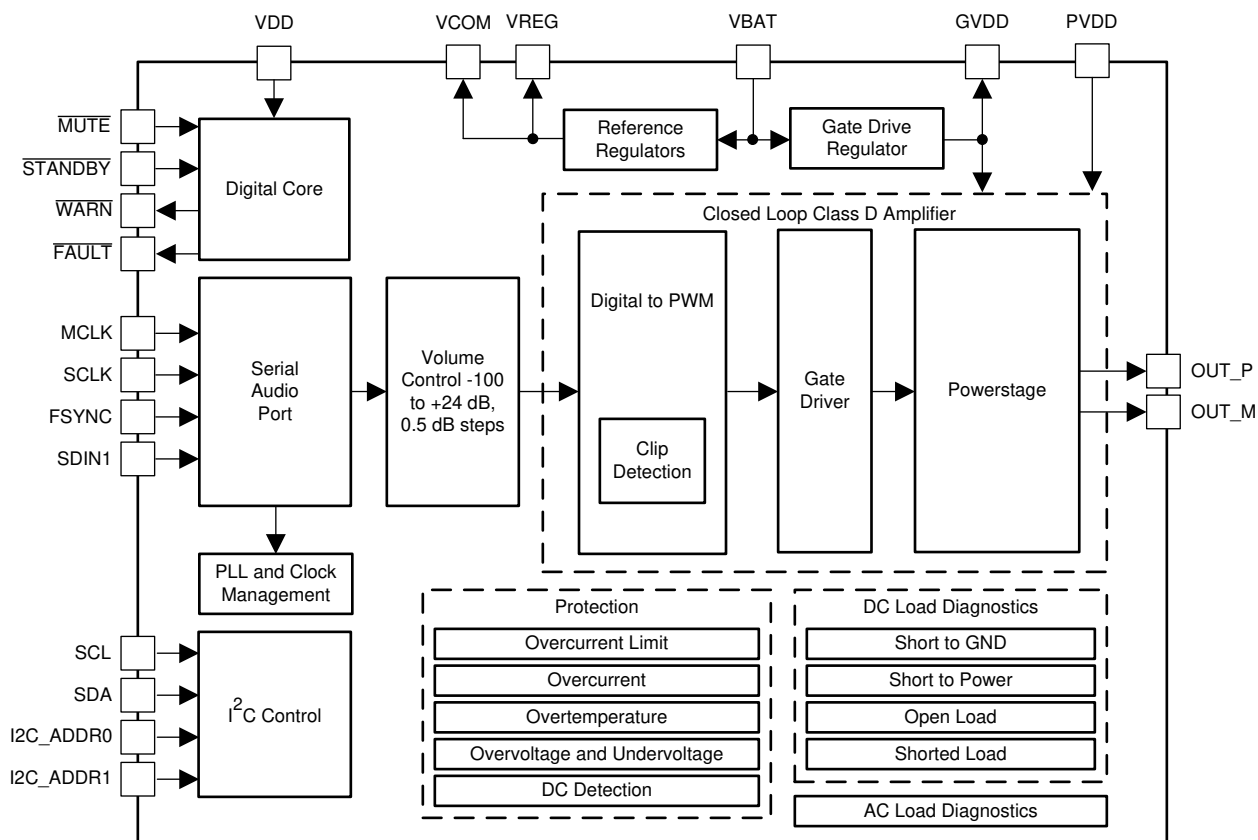 VDD
VCOM
VREG
VBAT
GVDD
PVDD
MUTE
STANDBY
WARN
FAULT
Digital Core
Reference
Regulators
Gate Drive
Regulator
Closed Loop Class D Amplifier
MCLK
SCLK
FSYNC
SDIN1
Serial
Audio
Port
Volume
Control -100
to +24 dB,
0.5 dB steps
Digital to PWM
Clip
Detection
Gate
Driver
Powerstage
OUT_P
OUT_M
PLL and Clock
Management
SCL
SDA
I2C_ADDR0
I2C_ADDR1
I²C Control
Protection
Overcurrent Limit
Overcurrent
Overtemperature
Overvoltage and Undervoltage
DC Detection
DC Load Diagnostics
Short to GND
Short to Power
Open Load
Shorted Load
AC Load Diagnostics